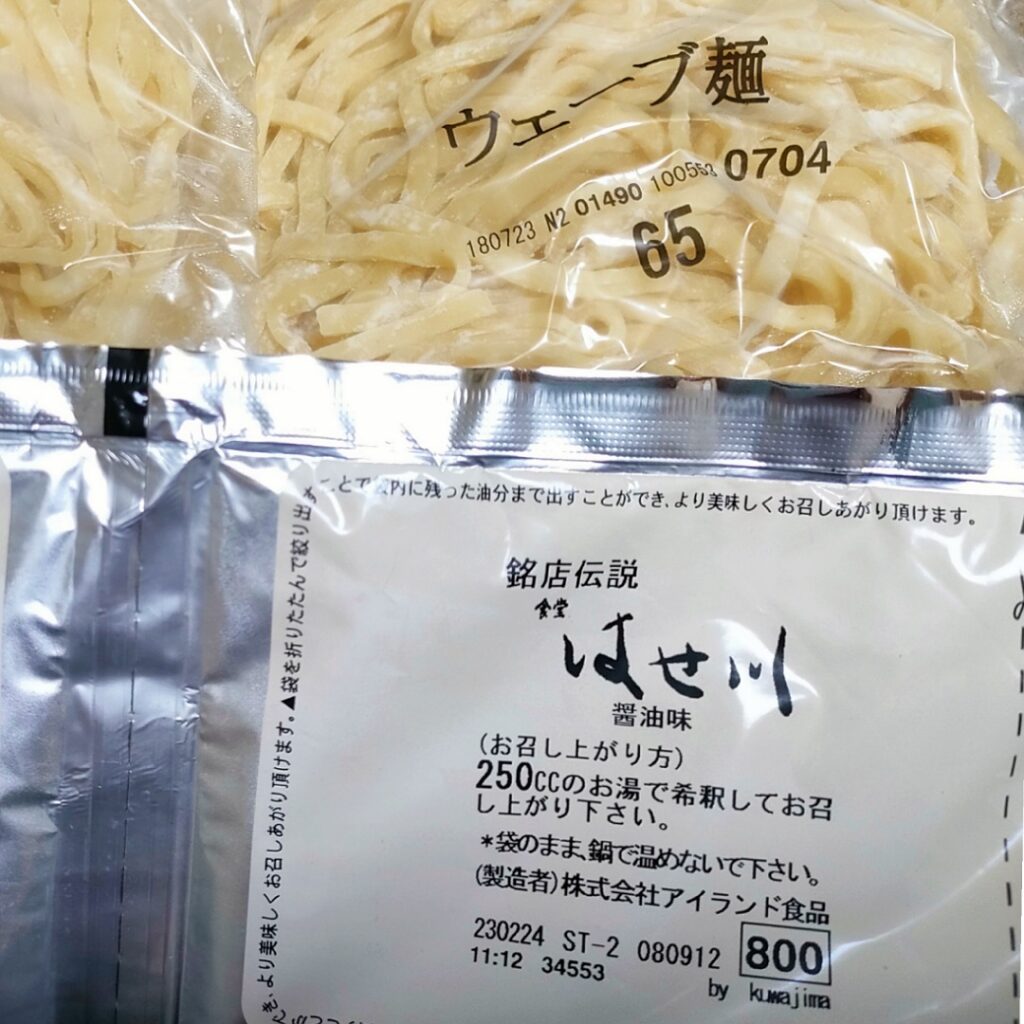 ウェーブ麺
180723 N2 01490 100553 0704
65
すことで袋内に残った油分まで出すことができ、より美味しくお召しあがり頂けます。
き、より美味しくお召しあがり頂けます。▲袋を折りたたんで絞り出
銘店伝説
食堂
はせ川
醤油味
(お召し上がり方)
250CCのお湯で希釈してお召
し上がり下さい。
*袋のまま、鍋で温めないで下さい。
(製造者)株式会社アイランド食品
230224 ST-2 080912 800
11:12 34553
by kuwajima